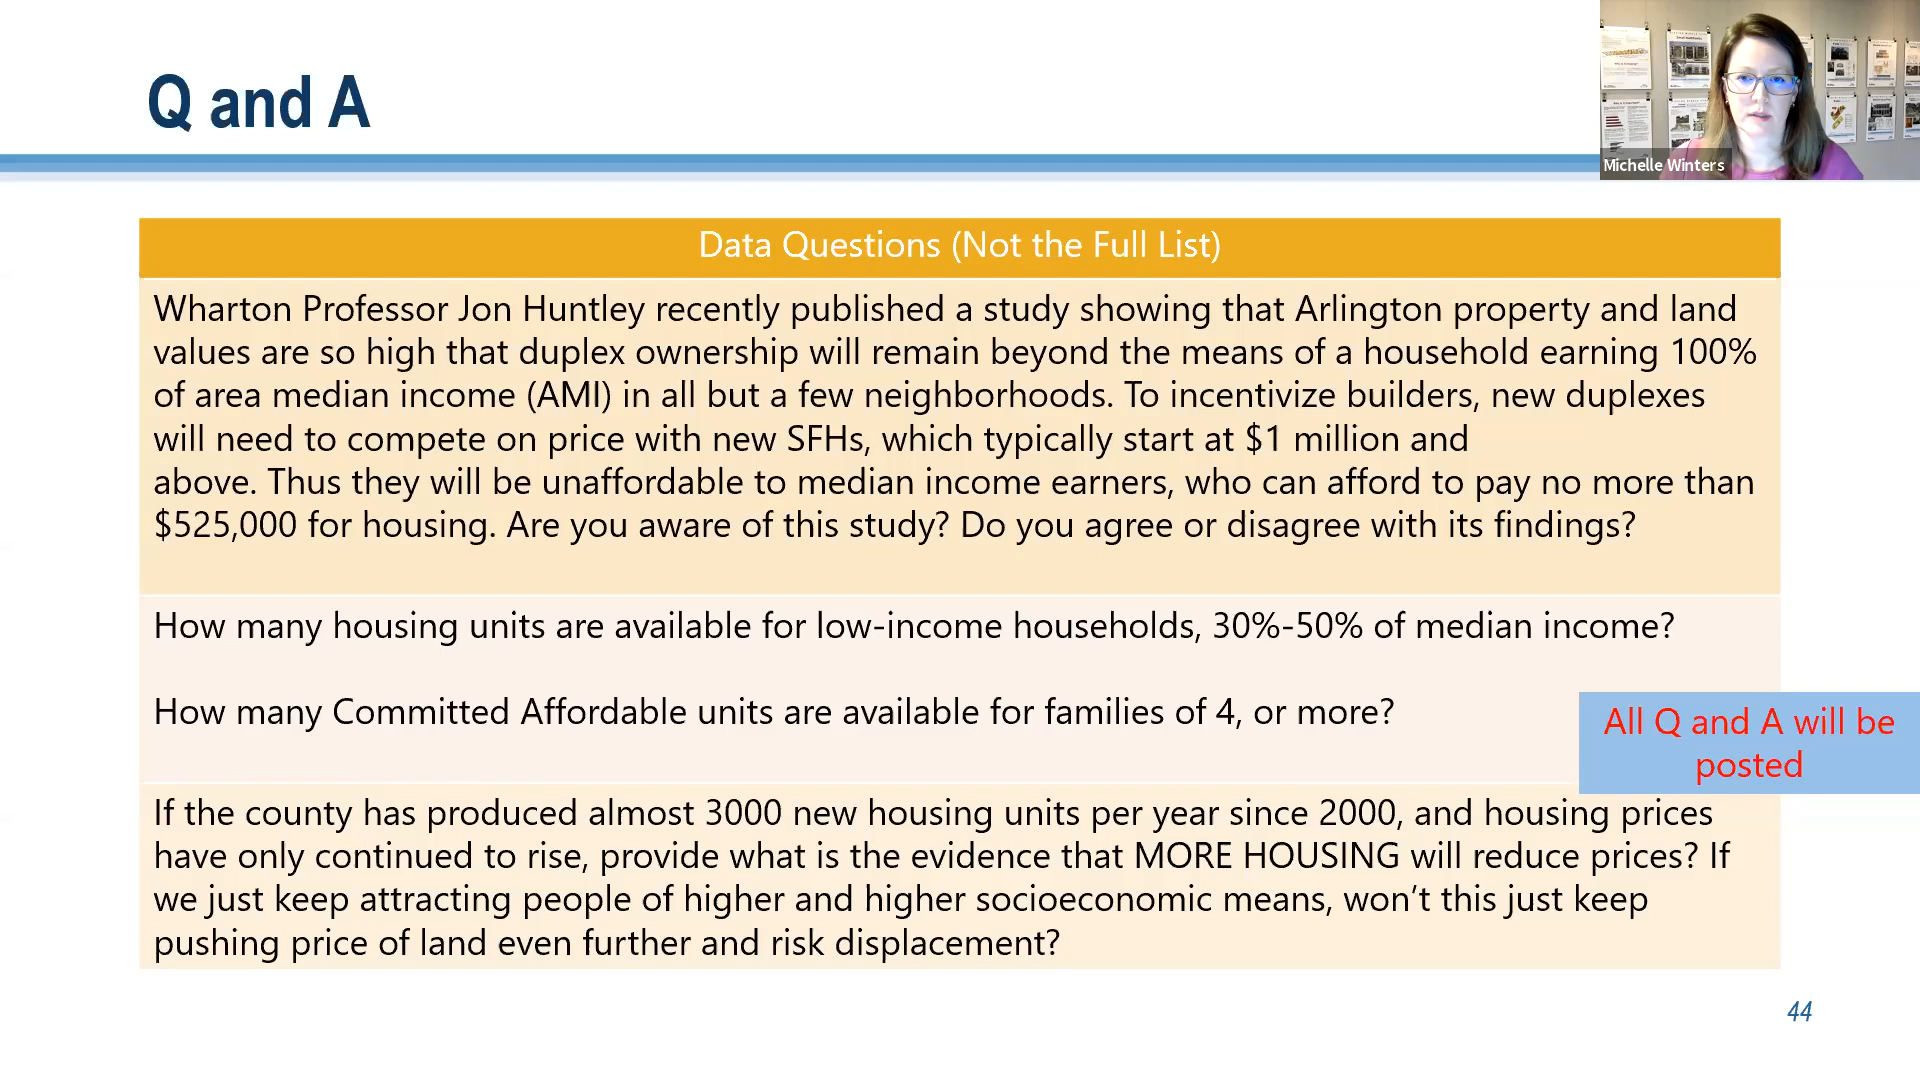 Q and A
Michelle Winters
Data Questions (Not the Full List)
Wharton Professor Jon Huntley recently published a study showing that Arlington property and land
values are so high that duplex ownership will remain beyond the means of a household earning 100%
of area median income (AMI) in all but a few neighborhoods. To incentivize builders, new duplexes
will need to compete on price with new SFHs, which typically start at $1 million and
above. Thus they will be unaffordable to median income earners, who can afford to pay no more than
$525,000 for housing. Are you aware of this study? Do you agree or disagree with its findings?
How many housing units are available for low-income households, 30%-50% of median income?
How many Committed Affordable units are available for families of 4, or more?
All Q and A will be
posted
If the county has produced almost 3000 new housing units per year since 2000, and housing prices
have only continued to rise, provide what is the evidence that MORE HOUSING will reduce prices? If
we just keep attracting people of higher and higher socioeconomic means, won't this just keep
pushing price of land even further and risk displacement?
44